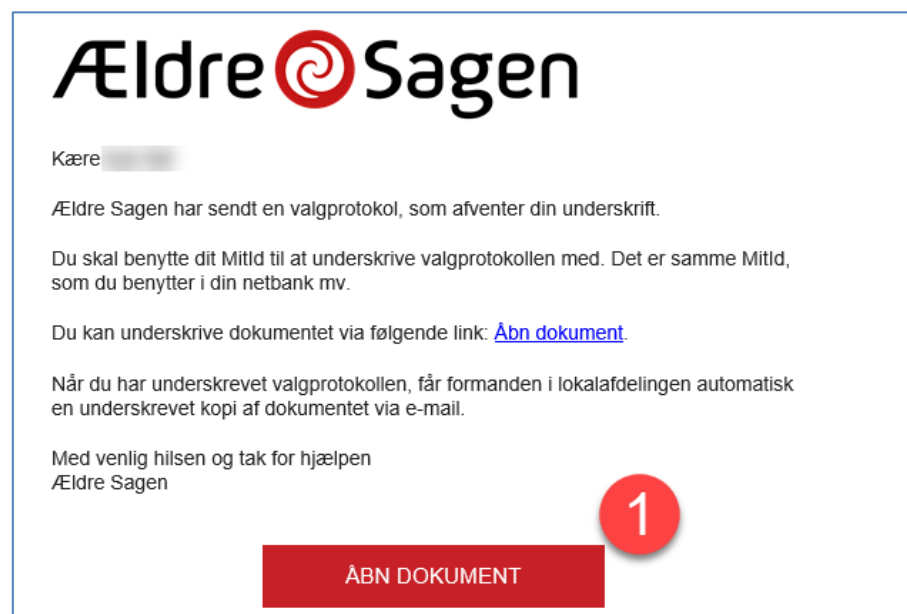 Ældre Sagen
Kære
Ældre Sagen har sendt en valgprotokol, som afventer din underskrift.
Du skal benytte dit MitId til at underskrive valgprotokollen med. Det er samme MitId,
som du benytter i din netbank mv.
Du kan underskrive dokumentet via følgende link: Åbn dokument.
Når du har underskrevet valgprotokollen, får formanden i lokalafdelingen automatisk
en underskrevet kopi af dokumentet via e-mail.
Med venlig hilsen og tak for hjælpen
Ældre Sagen
1
ÅBN DOKUMENT